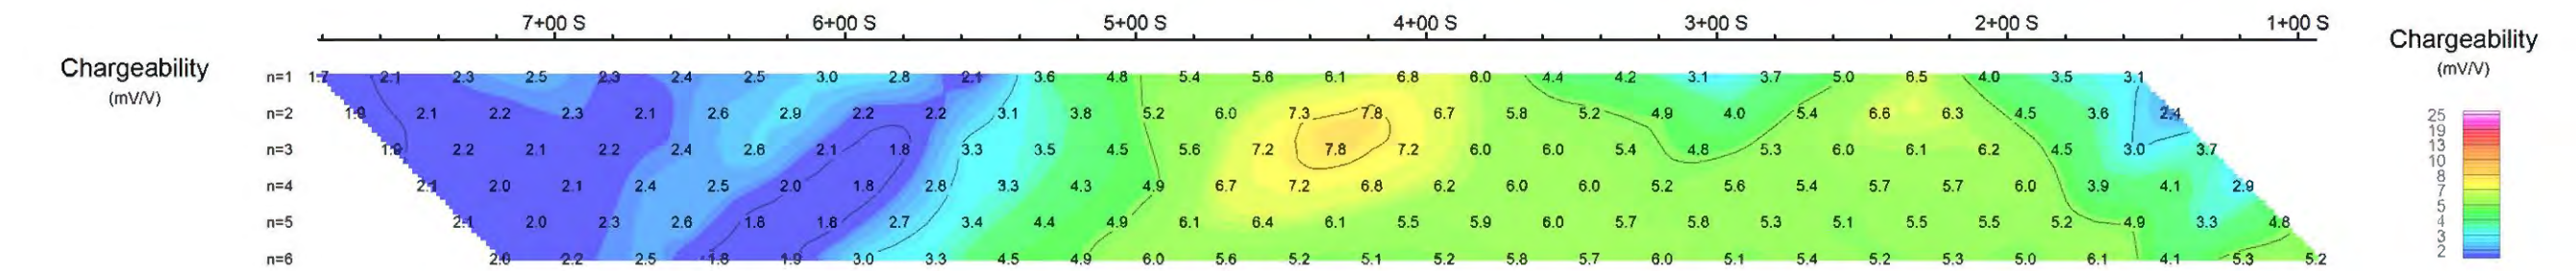 7+00 S 6+00 S 5+00 S 4+00 S 3+00 S 2+00 S 1+00 S
Chargeability
(mV/V)
n=1 1.7 2.1 2.3 2.5 2.3 2.4 2.5 3.0 2.8 2.1 3.6 4.8 5.4 5.6 6.1 6.8 6.0 4.4 4.2 3.1 3.7 5.0 6.5 4.0 3.5 3.1
n=2 1.9 2.1 2.2 2.3 2.1 2.6 2.9 2.2 2.2 3.1 3.8 5.2 6.0 7.3 7.8 6.7 5.8 5.2 4.9 4.0 5.4 6.6 6.3 4.5 3.6 2.4
n=3 1.9 2.2 2.1 2.2 2.4 2.6 2.1 1.8 3.3 3.5 4.5 5.6 7.2 7.8 7.2 6.0 6.0 5.4 4.8 5.3 6.0 6.1 6.2 4.5 3.0 3.7
n=4 2.1 2.0 2.1 2.4 2.5 2.0 1.8 2.8 3.3 4.3 4.9 6.7 7.2 6.8 6.2 6.0 6.0 5.2 5.6 5.4 5.7 5.7 6.0 3.9 4.1 2.9
n=5 2.1 2.0 2.3 2.6 1.8 1.8 2.7 3.4 4.4 4.9 6.1 6.4 6.1 5.5 5.9 6.0 5.7 5.8 5.3 5.1 5.5 5.5 5.2 4.9 3.3 4.8
n=6 2.0 2.2 2.5 1.8 1.9 3.0 3.3 4.5 4.9 6.0 5.6 5.2 5.1 5.2 5.8 5.7 6.0 5.1 5.4 5.2 5.3 5.0 6.1 4.1 5.3 5.2
Chargeability
(mV/V)
25
19
13
10
8
7
5
4
3
2